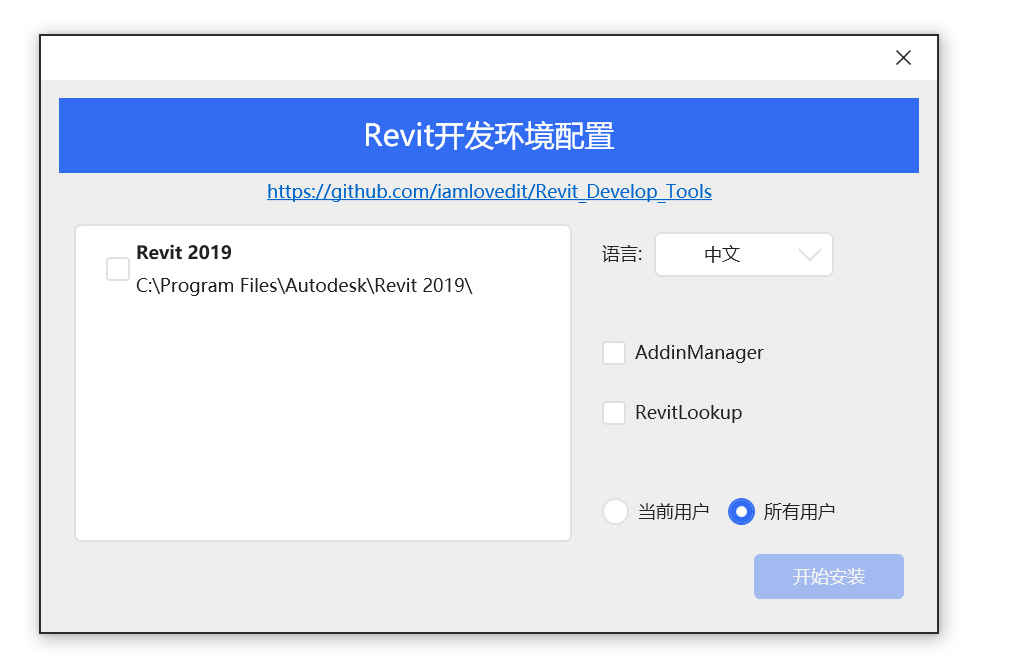 Revit开发环境配置
https://github.com/iamlovedit/Revit_Develop_Tools
Revit 2019
C:\Program Files\Autodesk\Revit 2019\
语言: 中文
AddinManager
RevitLookup
当前用户 所有用户
开始安装